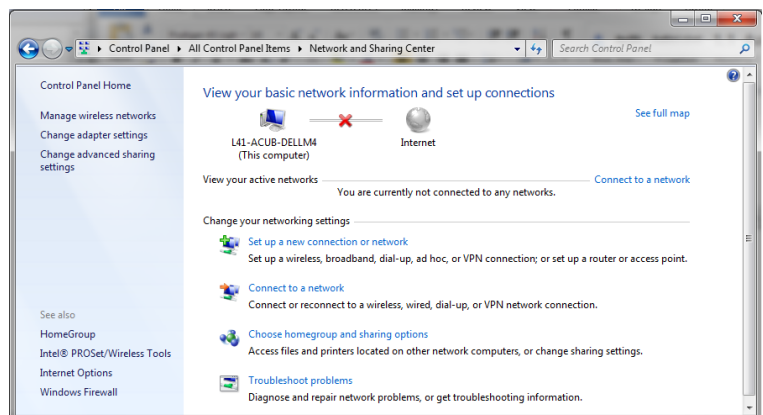 Control Panel ▸ All Control Panel Items ▸ Network and Sharing Center
Search Control Panel
Control Panel Home
Manage wireless networks
Change adapter settings
Change advanced sharing
settings
See also
HomeGroup
Intel® PROSet/Wireless Tools
Internet Options
Windows Firewall
View your basic network information and set up connections
See full map
L41-ACUB-DELLM4
(This computer)
Internet
View your active networks
Connect to a network
You are currently not connected to any networks.
Change your networking settings
Set up a new connection or network
Set up a wireless, broadband, dial-up, ad hoc, or VPN connection; or set up a router or access point.
Connect to a network
Connect or reconnect to a wireless, wired, dial-up, or VPN network connection.
Choose homegroup and sharing options
Access files and printers located on other network computers, or change sharing settings.
Troubleshoot problems
Diagnose and repair network problems, or get troubleshooting information.